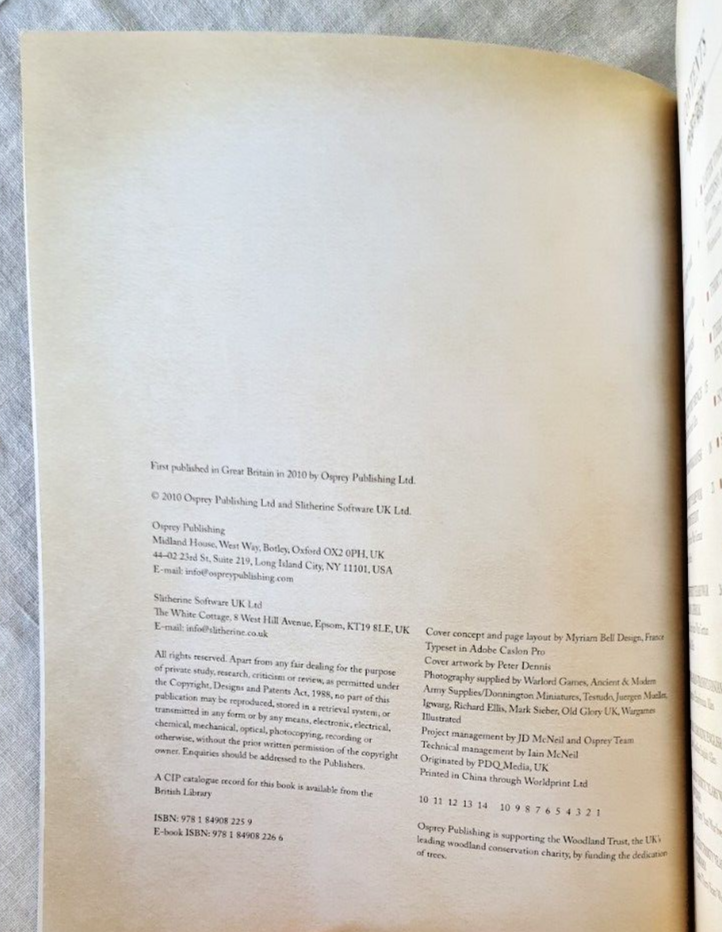 First published in Great Britain in 2010 by Osprey Publishing Ltd.
© 2010 Osprey Publishing Ltd and Slitherine Software UK Ltd.
Osprey Publishing
Midland House, West Way, Botley, Oxford OX2 0PH, UK
44–02 23rd St, Suite 219, Long Island City, NY 11101, USA
E-mail: info@ospreypublishing.com
Slitherine Software UK Ltd
The White Cottage, 8 West Hill Avenue, Epsom, KT19 8LE, UK
E-mail: info@slitherine.co.uk
All rights reserved. Apart from any fair dealing for the purpose
of private study, research, criticism or review, as permitted under
the Copyright, Designs and Patents Act, 1988, no part of this
publication may be reproduced, stored in a retrieval system, or
transmitted in any form or by any means, electronic, electrical,
chemical, mechanical, optical, photocopying, recording or
otherwise, without the prior written permission of the copyright
owner. Enquiries should be addressed to the Publishers.
A CIP catalogue record for this book is available from the
British Library
ISBN: 978 1 84908 225 9
E-book ISBN: 978 1 84908 226 6
Cover concept and page layout by Myriam Bell Design, France
Typeset in Adobe Caslon Pro
Cover artwork by Peter Dennis
Photography supplied by Warlord Games, Ancient & Modern
Army Supplies/Donnington Miniatures, Testudo, Juergen Mueller,
Igwarg, Richard Ellis, Mark Sieber, Old Glory UK, Wargames
Illustrated
Project management by JD McNeil and Osprey Team
Technical management by Iain McNeil
Originated by PDQ Media, UK
Printed in China through Worldprint Ltd
10 11 12 13 14 10 9 8 7 6 5 4 3 2 1
Osprey Publishing is supporting the Woodland Trust, the UK's
leading woodland conservation charity, by funding the dedication
of trees.